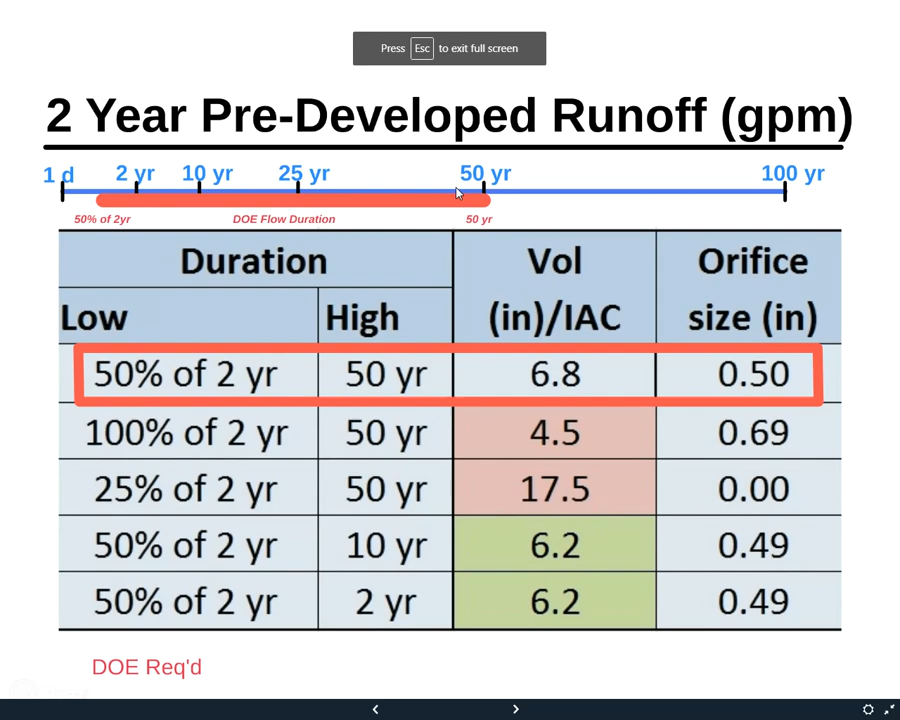 Press Esc to exit full screen
2 Year Pre-Developed Runoff (gpm)
1 d 2 yr 10 yr 25 yr 50 yr 100 yr
50% of 2yr DOE Flow Duration 50 yr
Duration Vol Orifice
Low High (in)/IAC size (in)
50% of 2 yr 50 yr 6.8 0.50
100% of 2 yr 50 yr 4.5 0.69
25% of 2 yr 50 yr 17.5 0.00
50% of 2 yr 10 yr 6.2 0.49
50% of 2 yr 2 yr 6.2 0.49
DOE Req'd